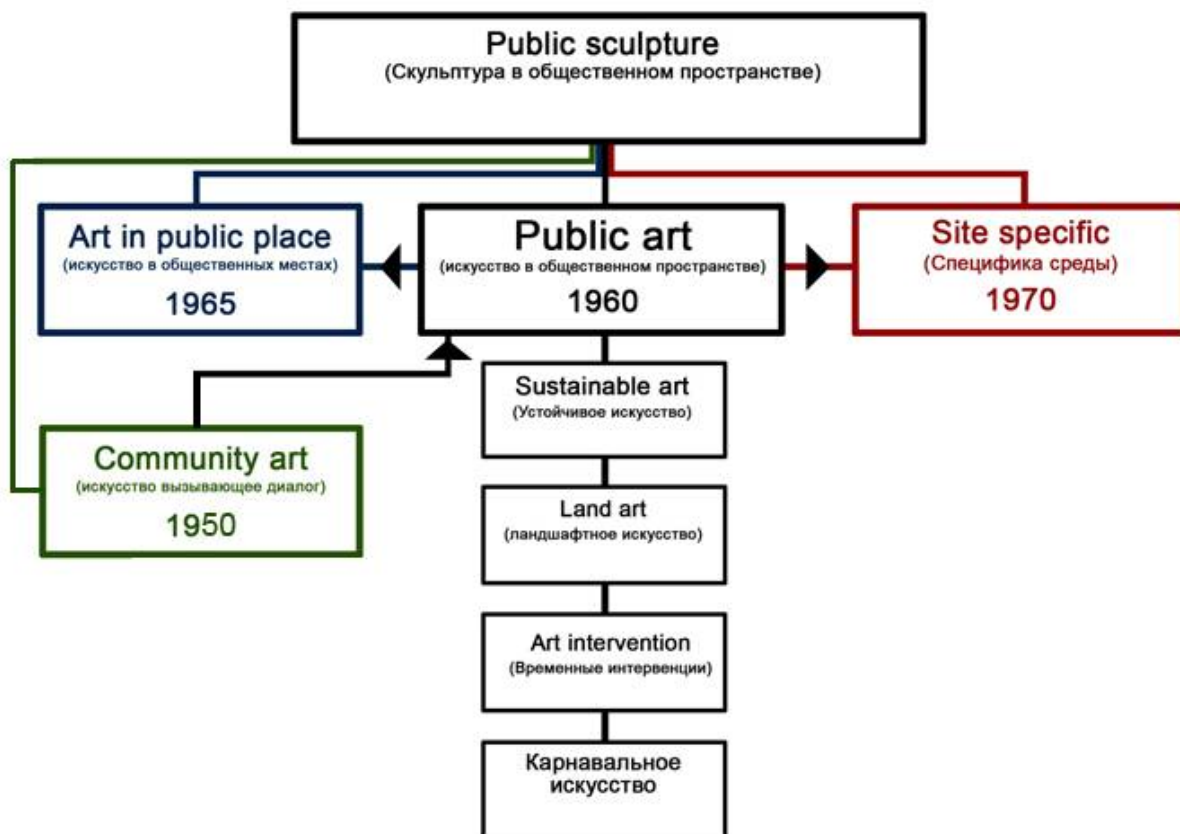 Public sculpture
(Скульптура в общественном пространстве)
Art in public place
(искусство в общественных местах)
1965
Public art
(искусство в общественном пространстве)
1960
Site specific
(Специфика среды)
1970
Sustainable art
(Устойчивое искусство)
Community art
(искусство вызывающее диалог)
1950
Land art
(ландшафтное искусство)
Art intervention
(Временные интервенции)
Карнавальное
искусство